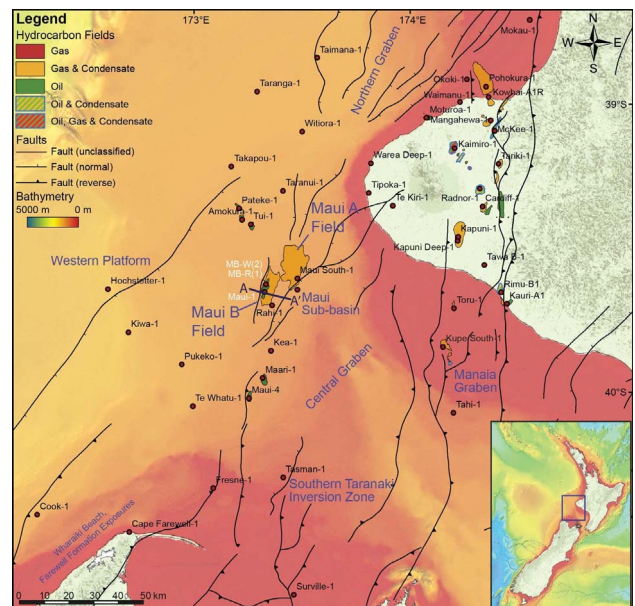 Legend
Hydrocarbon Fields
Gas
Gas & Condensate
Oil
Oil & Condensate
Oil, Gas & Condensate
Faults
Fault (unclassified)
Fault (normal)
Fault (reverse)
Bathymetry
5000 m
0 m
173°E
174°E
N
W
E
S
39°S
40°S
Mokau-1
Taimana-1
Northern Graben
Taranga-1
Okoki-1
Pohokura-1
Kowhai-A1R
Waimanu-1
Moturoa-1
Mangahewa-1
McKee-1
Witiora-1
Kaimiro-1
Takapou-1
Warea Deep-1
Tariki-1
Taranui-1
Tipoka-1
Te Kiri-1
Radnor-1
Cardiff-1
Pateke-1
Amokura-1
Tui-1
Maui A
Field
Kapuni-1
Kapuni Deep-1
Western Platform
Tawa B-1
MB-W(2)
MB-R(1)
Maui South-1
Hochstetter-1
Maui-1
A
A'
Rimu-B1
Kauri-A1
Maui B
Field
Rahi-1
Maui
Sub-basin
Toru-1
Kiwa-1
Kea-1
Kupe South-1
Pukeko-1
Central Graben
Manaia
Graben
Maari-1
Maui-4
Te Whatu-1
Tahi-1
Tasman-1
Southern Taranaki
Inversion Zone
Fresne-1
Cook-1
Wharaiki Beach,
Farewell Formation Exposures
Cape Farewell-1
Surville-1
0 10 20 30 40 50 km